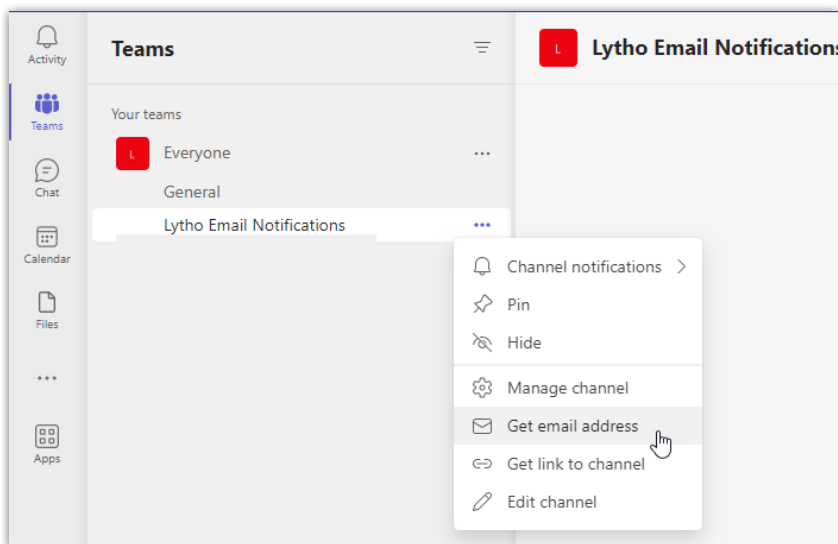 Activity
Teams
Chat
Calendar
Files
Apps
Teams
Your teams
L Everyone
General
Lytho Email Notifications
L Lytho Email Notifications
Channel notifications
Pin
Hide
Manage channel
Get email address
Get link to channel
Edit channel